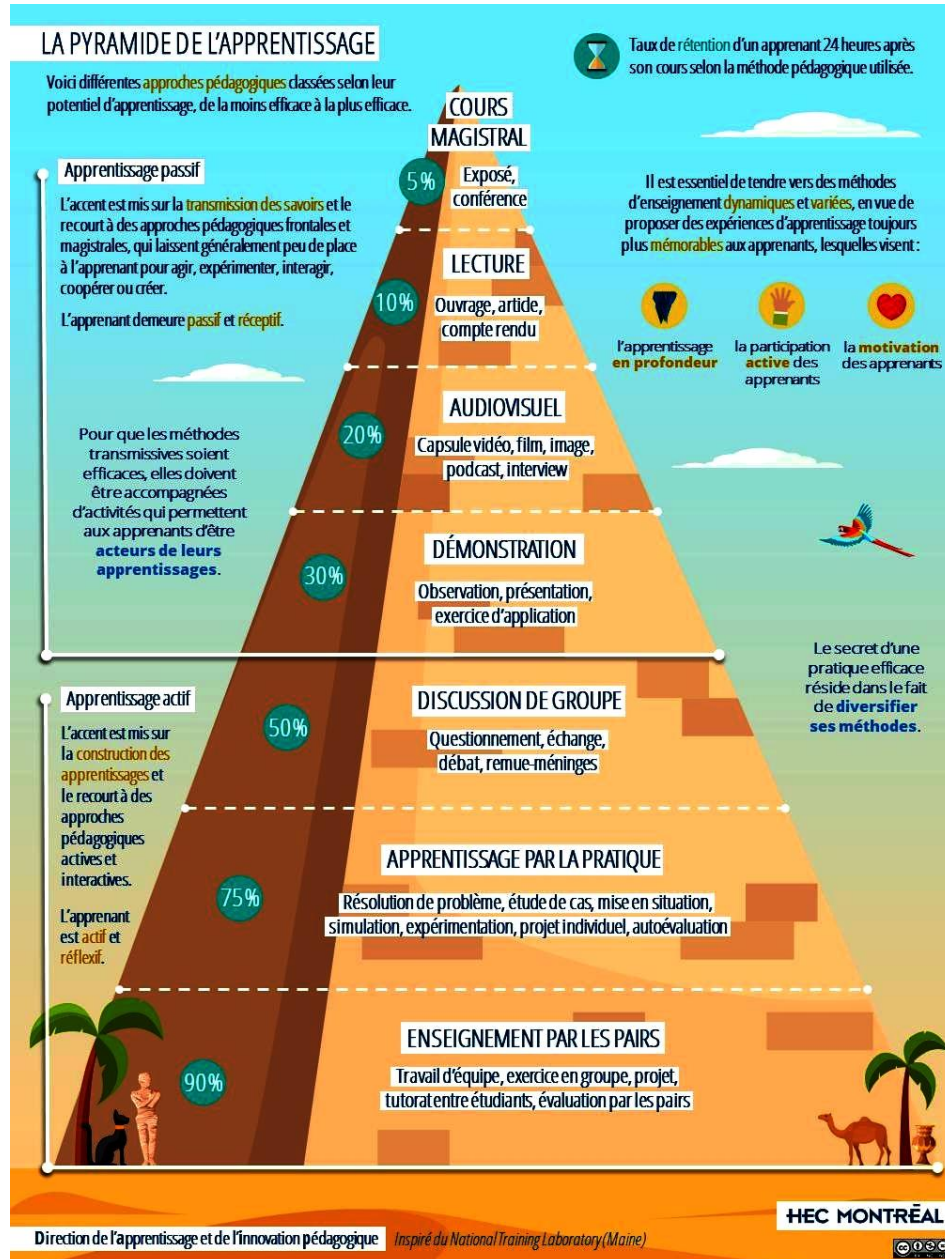 LA PYRAMIDE DE L'APPRENTISSAGE
Voici différentes approches pédagogiques classées selon leur
potentiel d'apprentissage, de la moins efficace à la plus efficace.
Taux de rétention d'un apprenant 24 heures après
son cours selon la méthode pédagogique utilisée.
COURS
MAGISTRAL
5%
Exposé,
conférence
Apprentissage passif
L'accent est mis sur la transmission des savoirs et le
recourt à des approches pédagogiques frontales et
magistrales, qui laissent généralement peu de place
à l'apprenant pour agir, expérimenter, interagir,
coopérer ou créer.
L'apprenant demeure passif et réceptif.
Il est essentiel de tendre vers des méthodes
d'enseignement dynamiques et variées, en vue de
proposer des expériences d'apprentissage toujours
plus mémorables aux apprenants, lesquelles visent :
l'apprentissage
en profondeur
la participation
active des
apprenants
la motivation
des apprenants
LECTURE
10%
Ouvrage, article,
compte rendu
AUDIOVISUEL
20%
Capsule vidéo, film, image,
podcast, interview
Pour que les méthodes
transmissives soient
efficaces, elles doivent
être accompagnées
d'activités qui permettent
aux apprenants d'être
acteurs de leurs
apprentissages.
DÉMONSTRATION
30%
Observation, présentation,
exercice d'application
Le secret d'une
pratique efficace
réside dans le fait
de diversifier
ses méthodes.
Apprentissage actif
L'accent est mis sur
la construction des
apprentissages et
le recourt à des
approches
pédagogiques
actives et
interactives.
L'apprenant
est actif et
réflexif.
DISCUSSION DE GROUPE
50%
Questionnement, échange,
débat, remue-méninges
APPRENTISSAGE PAR LA PRATIQUE
75%
Résolution de problème, étude de cas, mise en situation,
simulation, expérimentation, projet individuel, autoévaluation
ENSEIGNEMENT PAR LES PAIRS
90%
Travail d'équipe, exercice en groupe, projet,
tutorat entre étudiants, évaluation par les pairs
HEC MONTRÉAL
Direction de l'apprentissage et de l'innovation pédagogique Inspiré du National Training Laboratory (Maine)